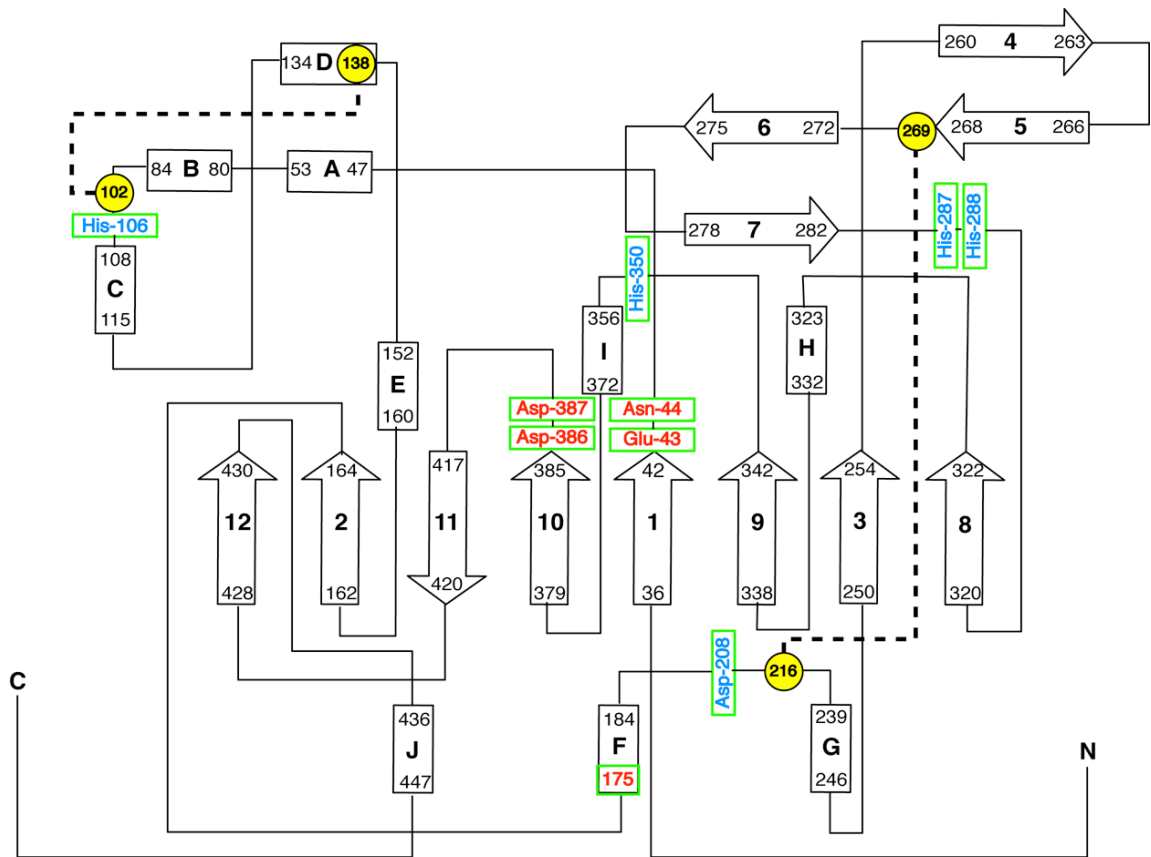 260 4 263
134 D 138
275 6 272
269
268 5 266
84 B 80
53 A 47
102
His-106
278 7 282
His-287
His-288
His-350
108
C
115
356
I
372
323
H
332
152
E
160
Asp-387
Asp-386
Asn-44
Glu-43
430
12
428
164
2
162
417
11
420
385
10
379
42
1
36
342
9
338
254
3
250
322
8
320
Asp-208
216
C
N
436
J
447
184
F
175
239
G
246